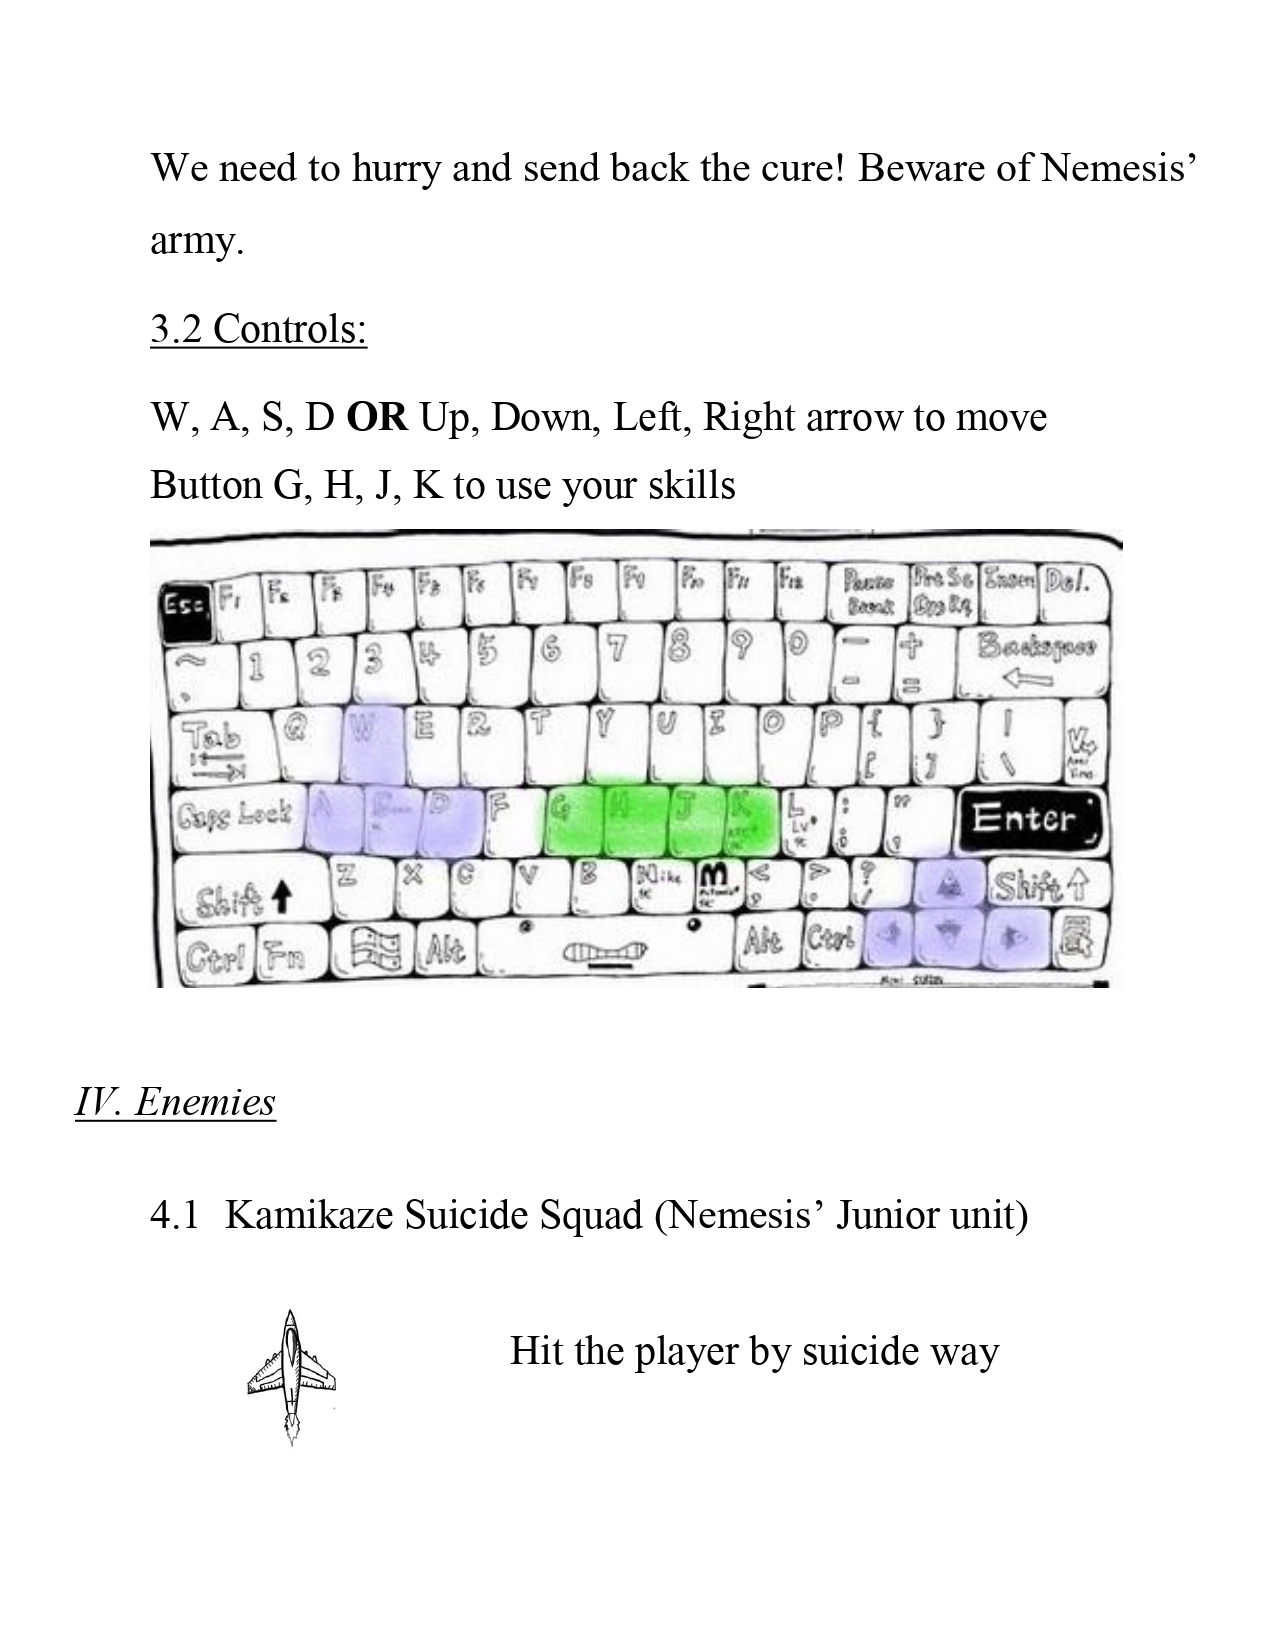 We need to hurry and send back the cure! Beware of Nemesis’
army.
3.2 Controls:
W, A, S, D OR Up, Down, Left, Right arrow to move
Button G, H, J, K to use your skills
Esc F1 F2 F3 F4 F5 F6 F7 F8 F9 F10 F11 F12 Pause Break Prt Sc Insert Del.
~ 1 2 3 4 5 6 7 8 9 0 - - + = Backspace
Tab Q W E R T Y U I O P { [ } ] | \
Caps Lock A D F G H J K L : ; " , Enter
Shift Z X C V B Nike M < > ? / Shift
Ctrl Fn Alt Alt Ctrl
IV. Enemies
4.1 Kamikaze Suicide Squad (Nemesis’ Junior unit)
Hit the player by suicide way